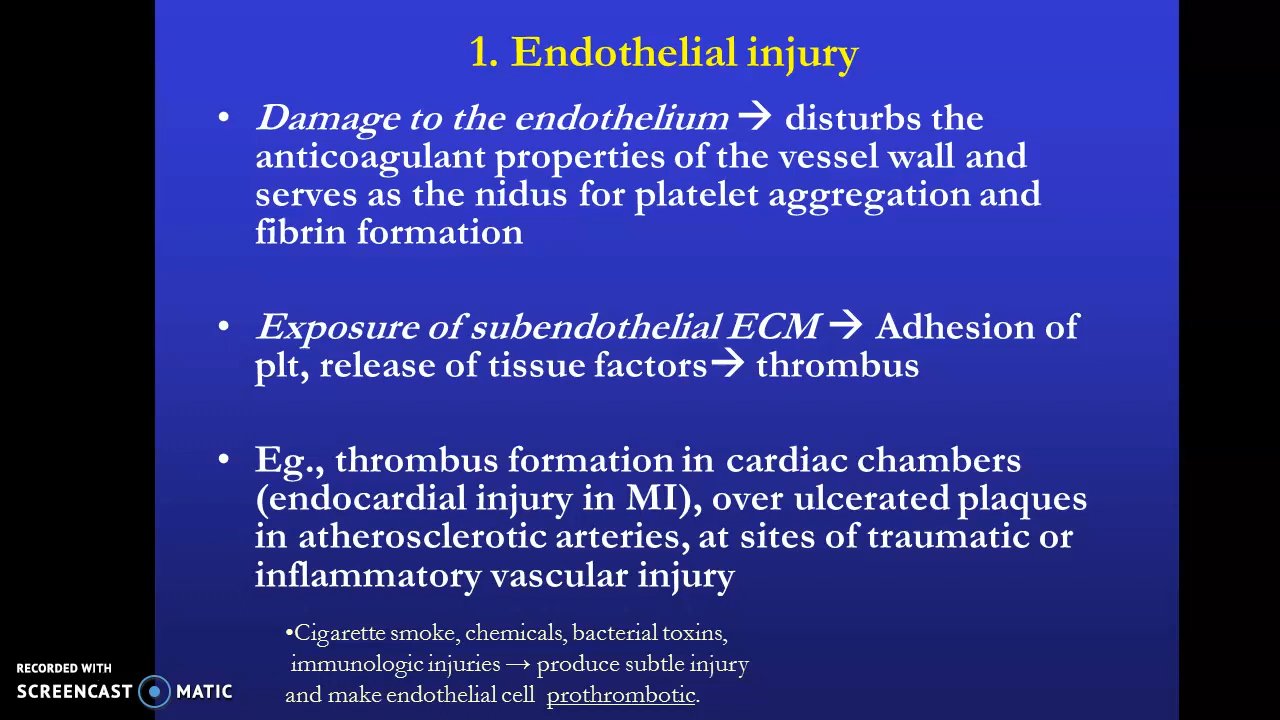 1. Endothelial injury
• Damage to the endothelium → disturbs the
anticoagulant properties of the vessel wall and
serves as the nidus for platelet aggregation and
fibrin formation
• Exposure of subendothelial ECM → Adhesion of
plt, release of tissue factors→ thrombus
• Eg., thrombus formation in cardiac chambers
(endocardial injury in MI), over ulcerated plaques
in atherosclerotic arteries, at sites of traumatic or
inflammatory vascular injury
•Cigarette smoke, chemicals, bacterial toxins,
immunologic injuries → produce subtle injury
and make endothelial cell prothrombotic.
RECORDED WITH
SCREENCAST MATIC